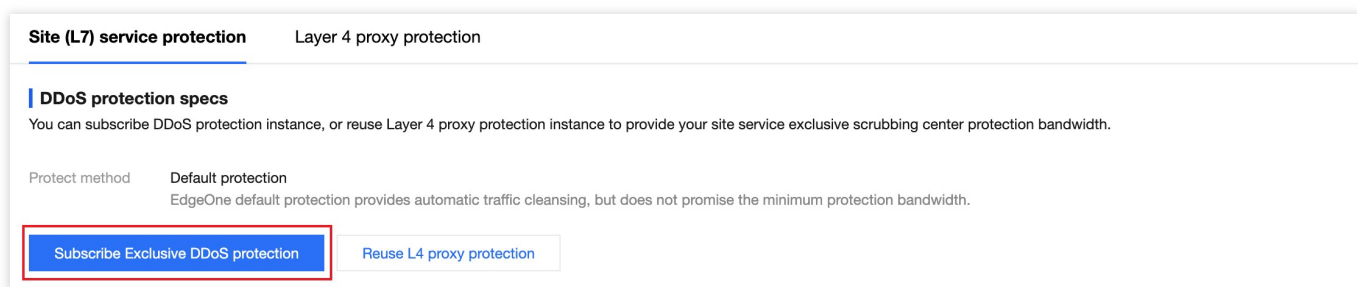 Site (L7) service protection Layer 4 proxy protection
DDoS protection specs
You can subscribe DDoS protection instance, or reuse Layer 4 proxy protection instance to provide your site service exclusive scrubbing center protection bandwidth.
Protect method Default protection
EdgeOne default protection provides automatic traffic cleansing, but does not promise the minimum protection bandwidth.
Subscribe Exclusive DDoS protection Reuse L4 proxy protection